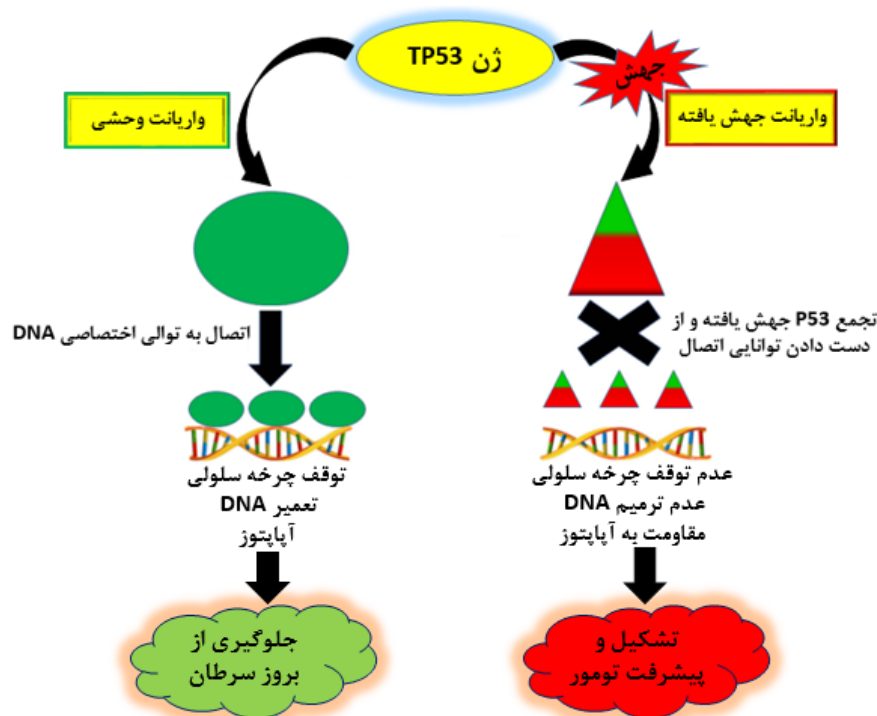 ژن TP53
جهش
واریانت جهش یافته
واریانت وحشی
تجمع P53 جهش یافته و از
دست دادن توانایی اتصال
اتصال به توالی اختصاصی DNA
عدم توقف چرخه سلولی
عدم ترمیم DNA
مقاومت به آپاپتوز
توقف چرخه سلولی
تعمیر DNA
آپاپتوز
تشکیل و
پیشرفت تومور
جلوگیری از
بروز سرطان